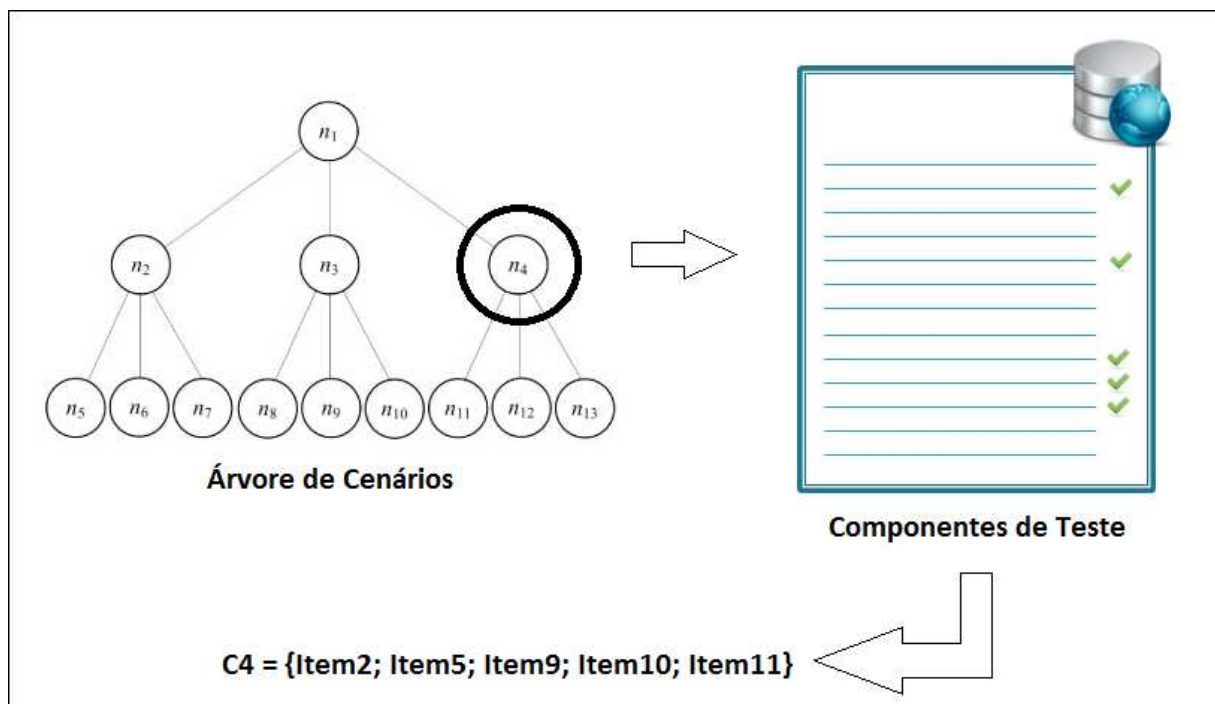 n1
n2 n3 n4
n5 n6 n7 n8 n9 n10 n11 n12 n13
Árvore de Cenários
Componentes de Teste
C4 = {Item2; Item5; Item9; Item10; Item11}